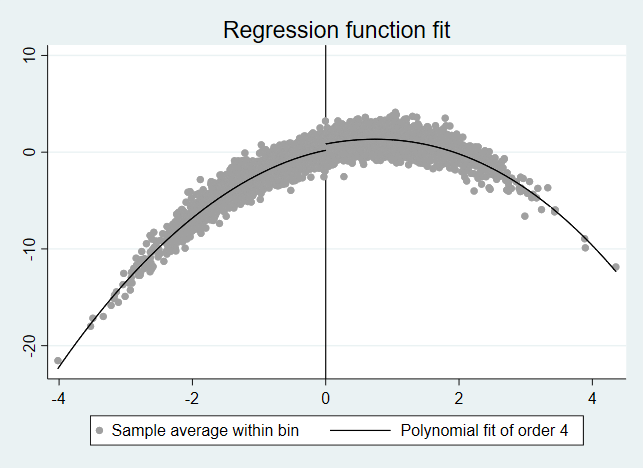 Regression function fit
10
0
-10
-20
-4 -2 0 2 4
Sample average within bin Polynomial fit of order 4